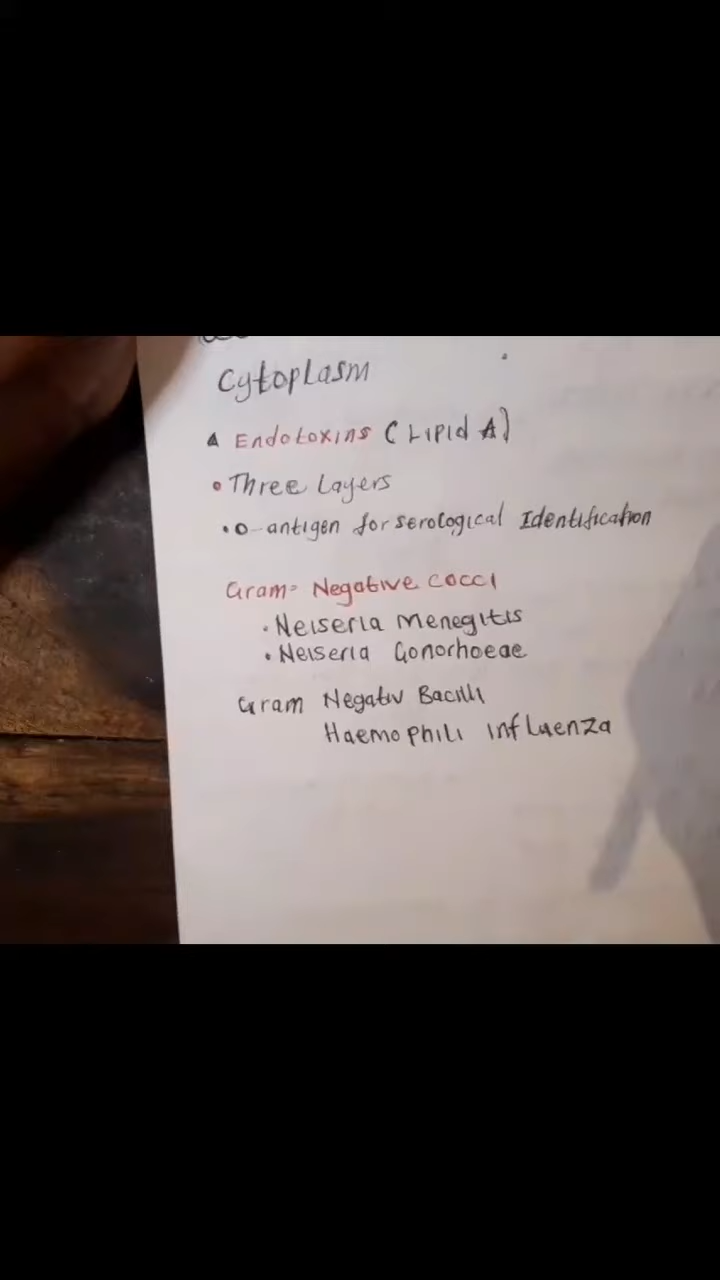 Cytoplasm
Endotoxins (Lipid A)
• Three Layers
• O-antigen for serological Identification
Gram- Negative cocci
• Neiseria Menegitis
• Neiseria Gonorhoeae
Gram Negativ Bacilli
Haemophili influenza